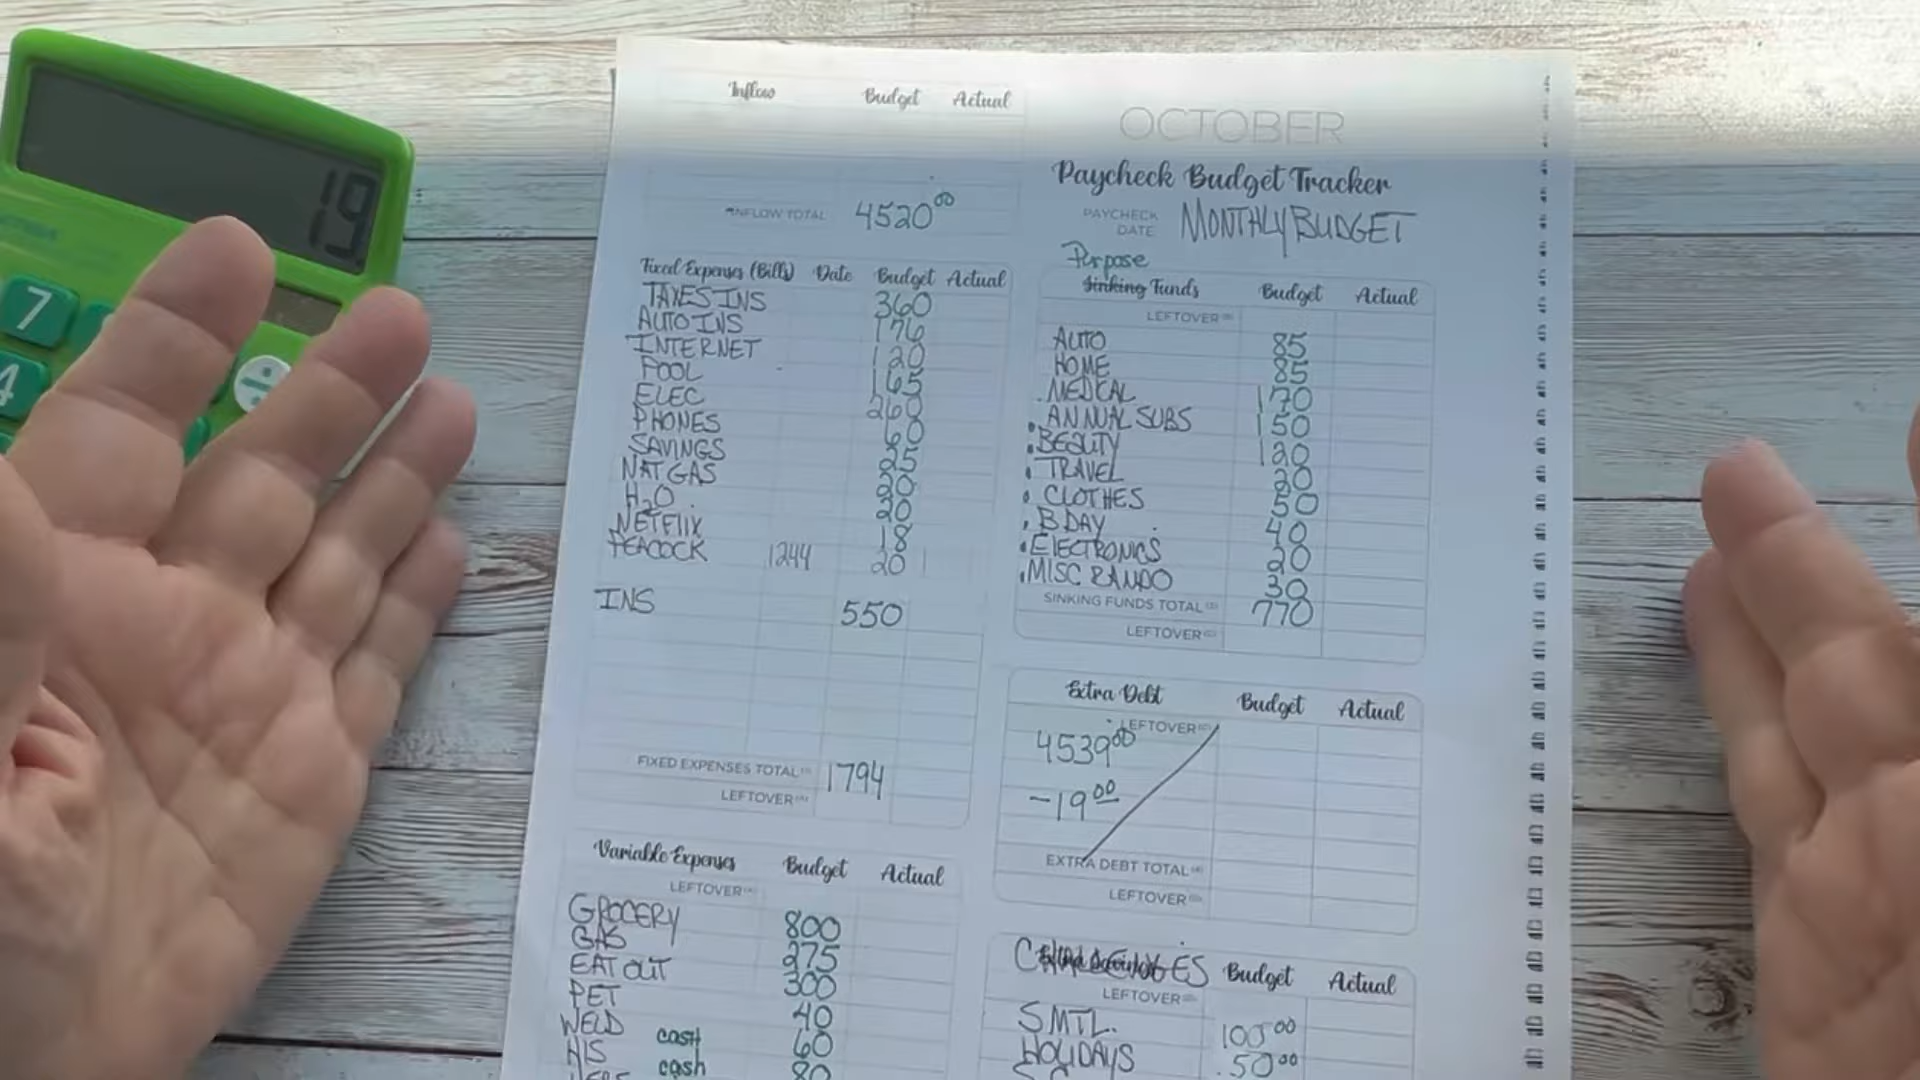 19
7
4
÷
Inflow Budget Actual
INFLOW TOTAL 4520 00
Fixed Expenses (Bills) Date Budget Actual
TAXES INS 360
AUTO INS 176
INTERNET 120
POOL 165
ELEC 260
PHONES 60
SAVINGS 25
NAT GAS 20
H2O 20
NETFLIX 18
PEACOCK 1244 20
INS 550
FIXED EXPENSES TOTAL 1794
LEFTOVER
Variable Expenses Budget Actual
LEFTOVER
GROCERY 800
GAS 275
EAT OUT 300
PET 40
WELD cash 60
HIS cash 80
OCTOBER
Paycheck Budget Tracker
PAYCHECK DATE MONTHLY BUDGET
Purpose
Sinking Funds Budget Actual
LEFTOVER
AUTO 85
HOME 85
MEDICAL 170
ANNUAL SUBS 150
BEAUTY 120
TRAVEL 20
CLOTHES 50
B DAY 40
ELECTRONICS 20
MISC RANDO 30
SINKING FUNDS TOTAL 770
LEFTOVER
Extra Debt Budget Actual
LEFTOVER
4539 00
-19 00
EXTRA DEBT TOTAL
LEFTOVER
Budget Actual
LEFTOVER
SMTL. 100 00
HOLIDAYS 50 00